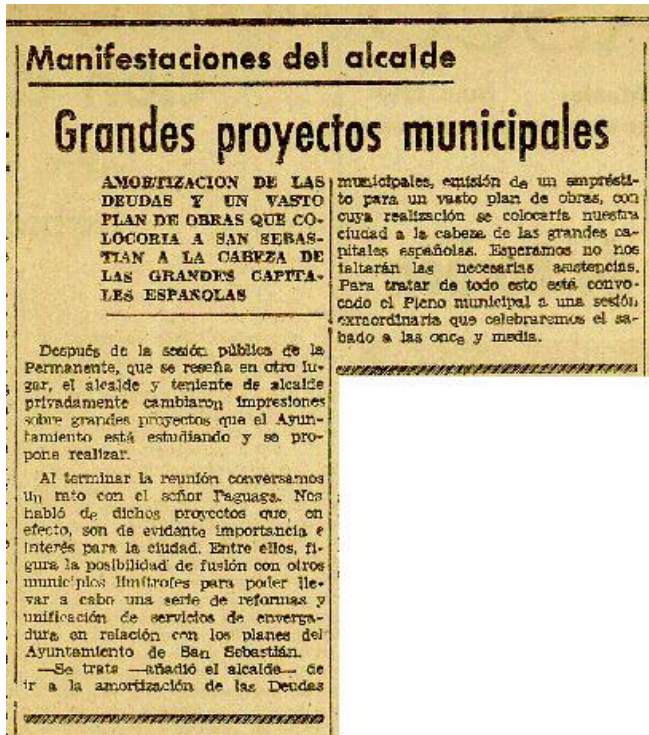 Manifestaciones del alcalde
Grandes proyectos municipales
AMORTIZACION DE LAS
DEUDAS Y UN VASTO
PLAN DE OBRAS QUE CO-
LOCORIA A SAN SEBAS-
TIAN A LA CABEZA DE
LAS GRANDES CAPITA-
LES ESPAÑOLAS
Después de la sesión pública de la
Permanente, que se reseña en otro lu-
gar, el alcalde y teniente de alcalde
privadamente cambiaron impresiones
sobre grandes proyectos que el Ayun-
tamiento está estudiando y se pro-
pone realizar.
Al terminar la reunión conversamos
un rato con el señor Paguaga. Nos
habló de dichos proyectos que, en
efecto, son de evidente importancia e
interés para la ciudad. Entre ellos, fi-
gura la posibilidad de fusión con otros
municipios limítrofes para poder lle-
var a cabo una serie de reformas y
unificación de servicios de enverga-
dura en relación con los planes del
Ayuntamiento de San Sebastián.
—Se trata —añadió el alcalde— de
ir a la amortización de las Deudas
municipales, emisión de un emprésti-
to para un vasto plan de obras, con
cuya realización se colocaría nuestra
ciudad a la cabeza de las grandes ca-
pitales españolas. Esperamos no nos
faltarán las necesarias asistencias.
Para tratar de todo esto está convo-
cado el Pleno municipal a una sesión
extraordinaria que celebraremos el sá-
bado a las once y media.